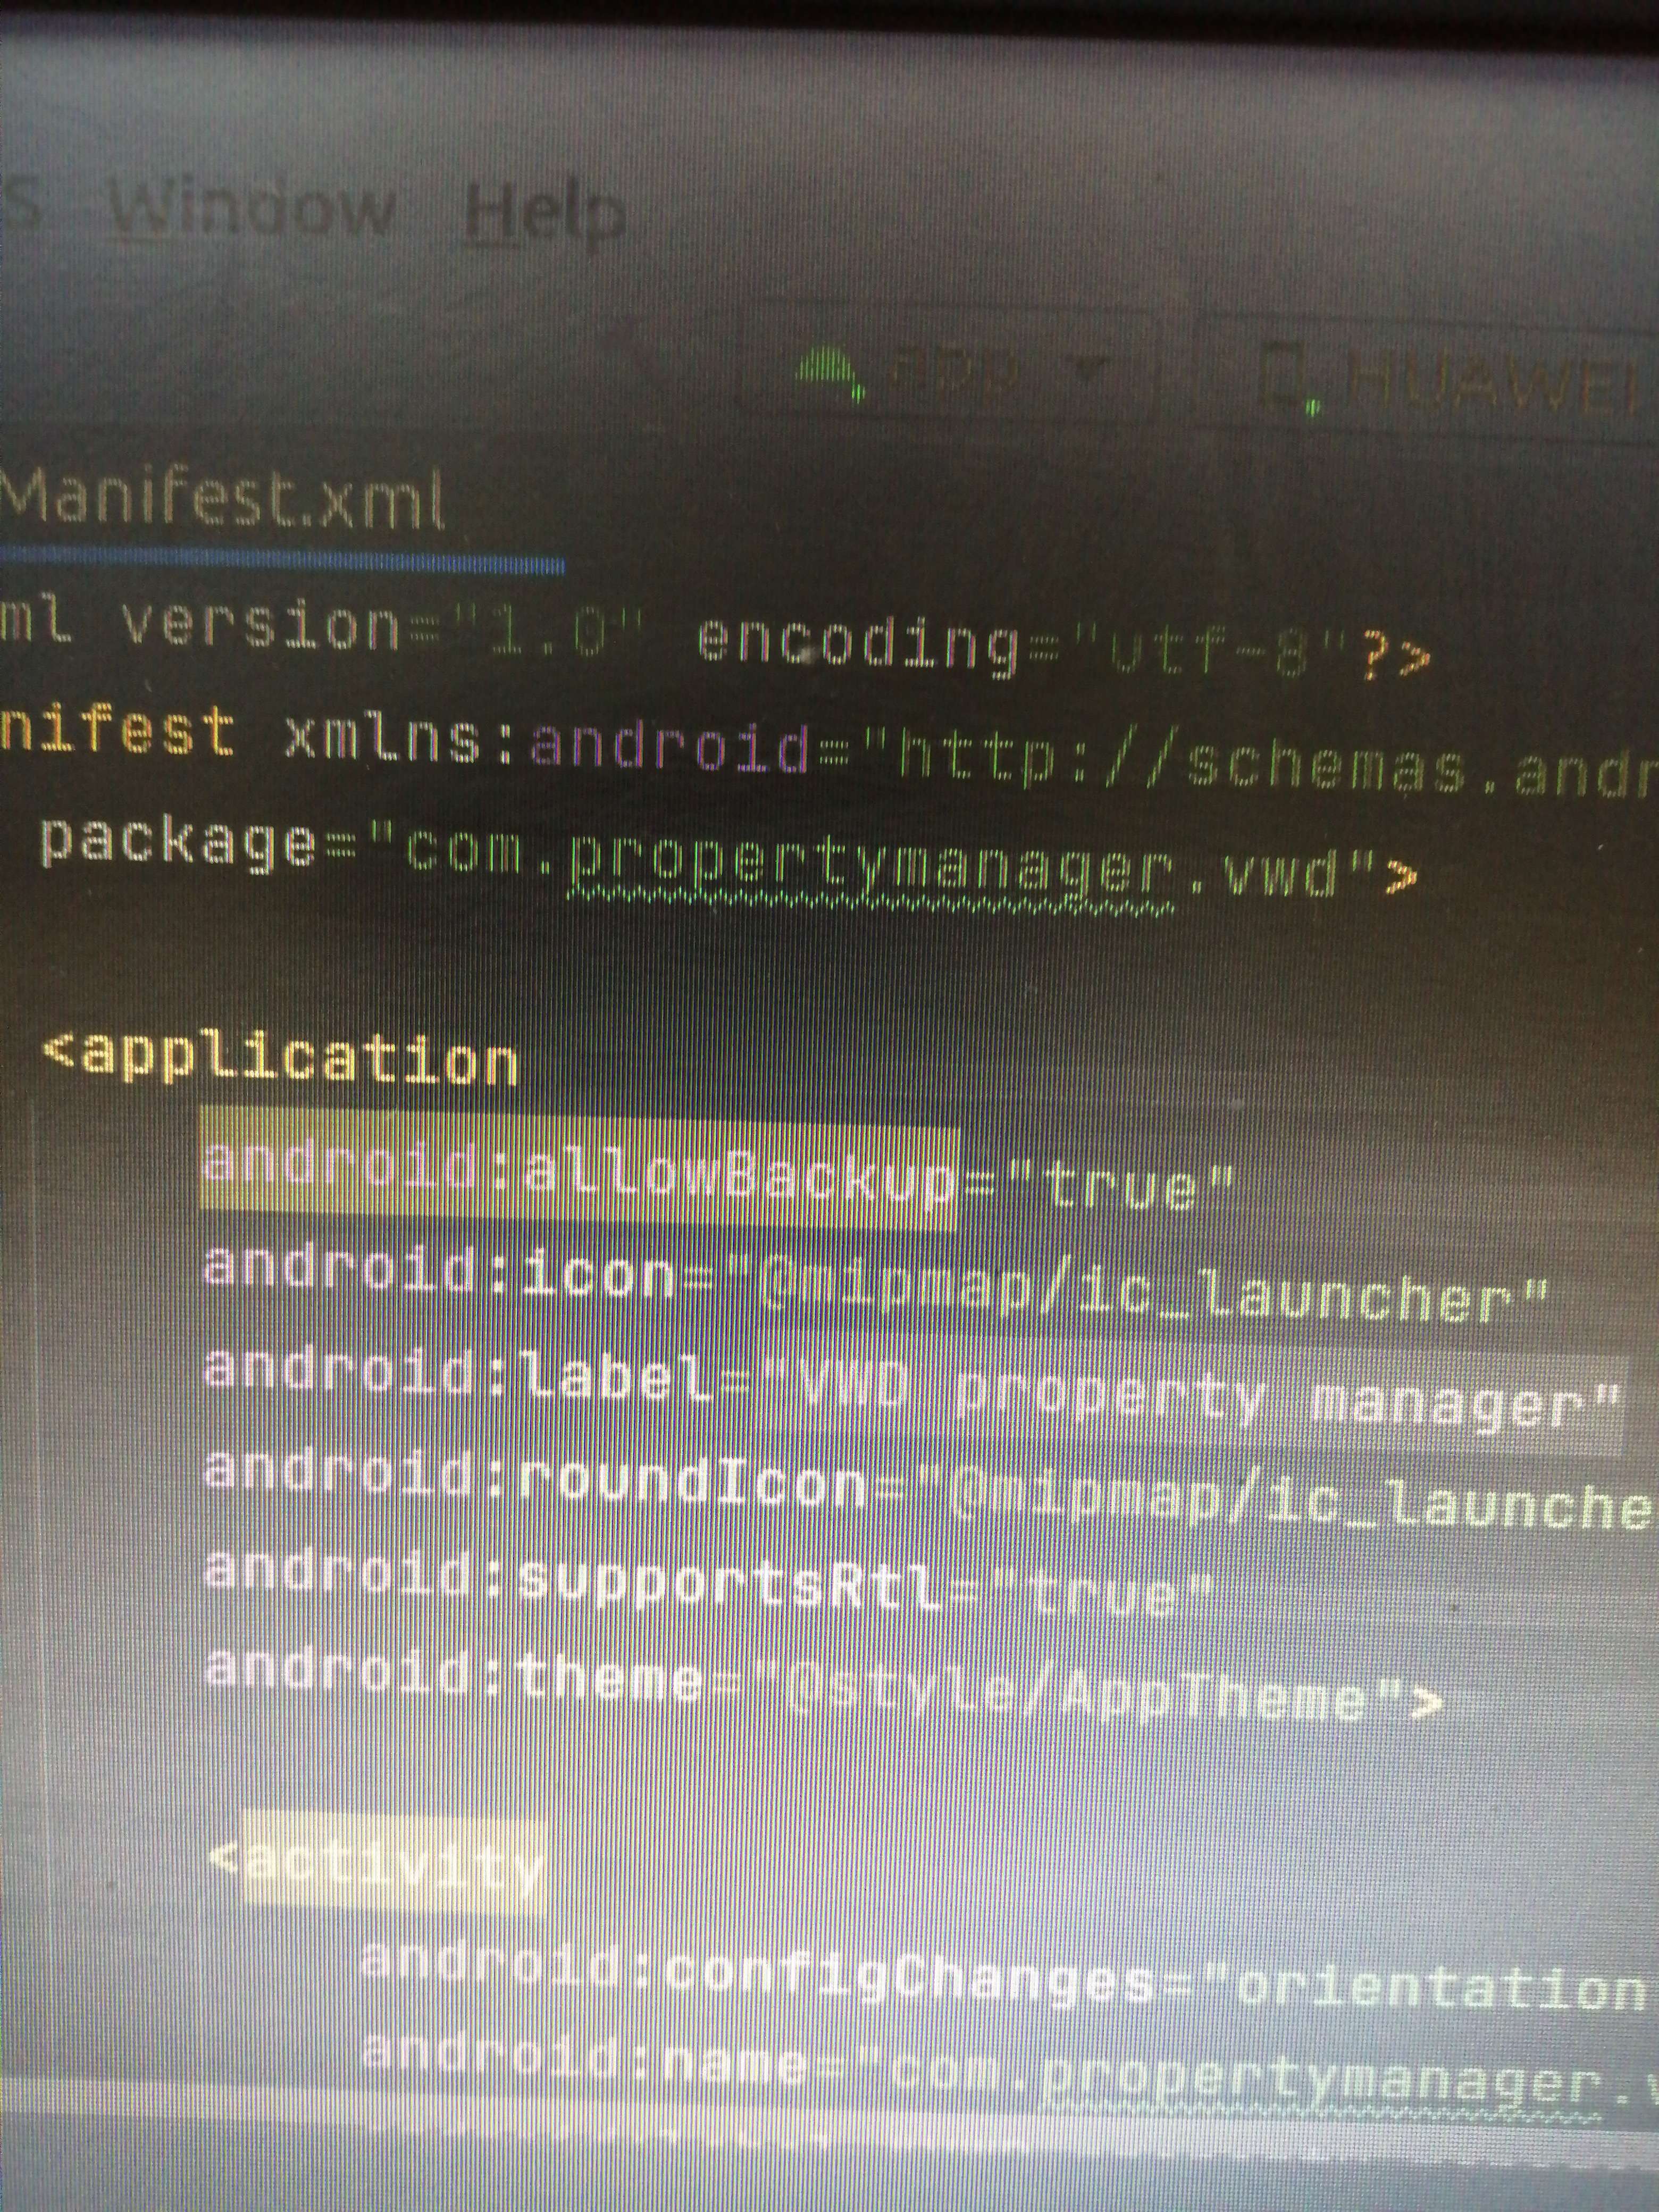 S Window Help
app HUAWEI
Manifest.xml
ml version="1.0" encoding="utf-8"?>
nifest xmlns:android="http://schemas.andr
package="com.propertymanager.vwd">
<application
android:allowBackup="true"
android:icon="@mipmap/ic_launcher"
android:label="VWD property manager"
android:roundIcon="@mipmap/ic_launche
android:supportsRtl="true"
android:theme="@style/AppTheme">
<activity
android:configChanges="orientation
android:name="com.propertymanager.v